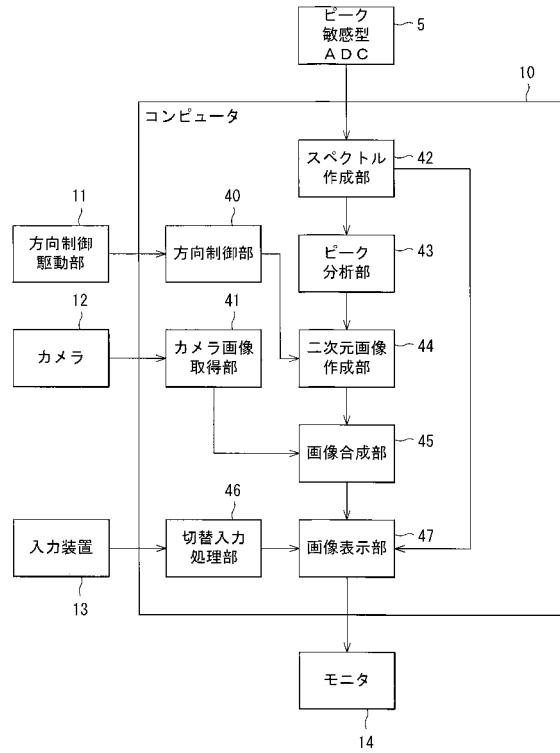 ピーク
敏感型
ADC
5
10
コンピュータ
スペクトル
作成部
42
11
方向制御
駆動部
40
方向制御部
ピーク
分析部
43
12
カメラ
41
カメラ画像
取得部
二次元画像
作成部
44
画像合成部
45
入力装置
13
46
切替入力
処理部
画像表示部
47
モニタ
14